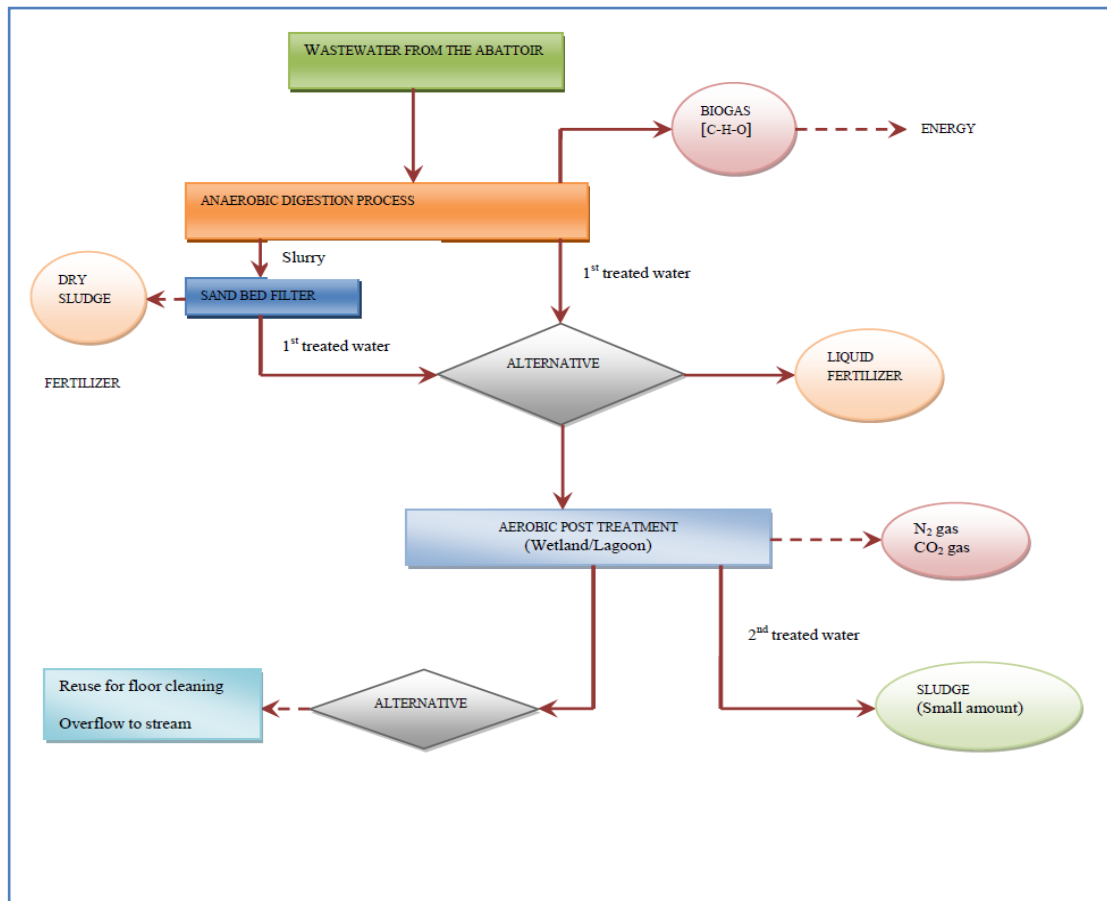 WASTEWATER FROM THE ABATTOIR
BIOGAS
[C-H-O]
ENERGY
ANAEROBIC DIGESTION PROCESS
Slurry
1st treated water
DRY
SLUDGE
SAND BED FILTER
1st treated water
ALTERNATIVE
LIQUID
FERTILIZER
FERTILIZER
AEROBIC POST TREATMENT
(Wetland/Lagoon)
N₂ gas
CO₂ gas
2nd treated water
Reuse for floor cleaning
Overflow to stream
ALTERNATIVE
SLUDGE
(Small amount)